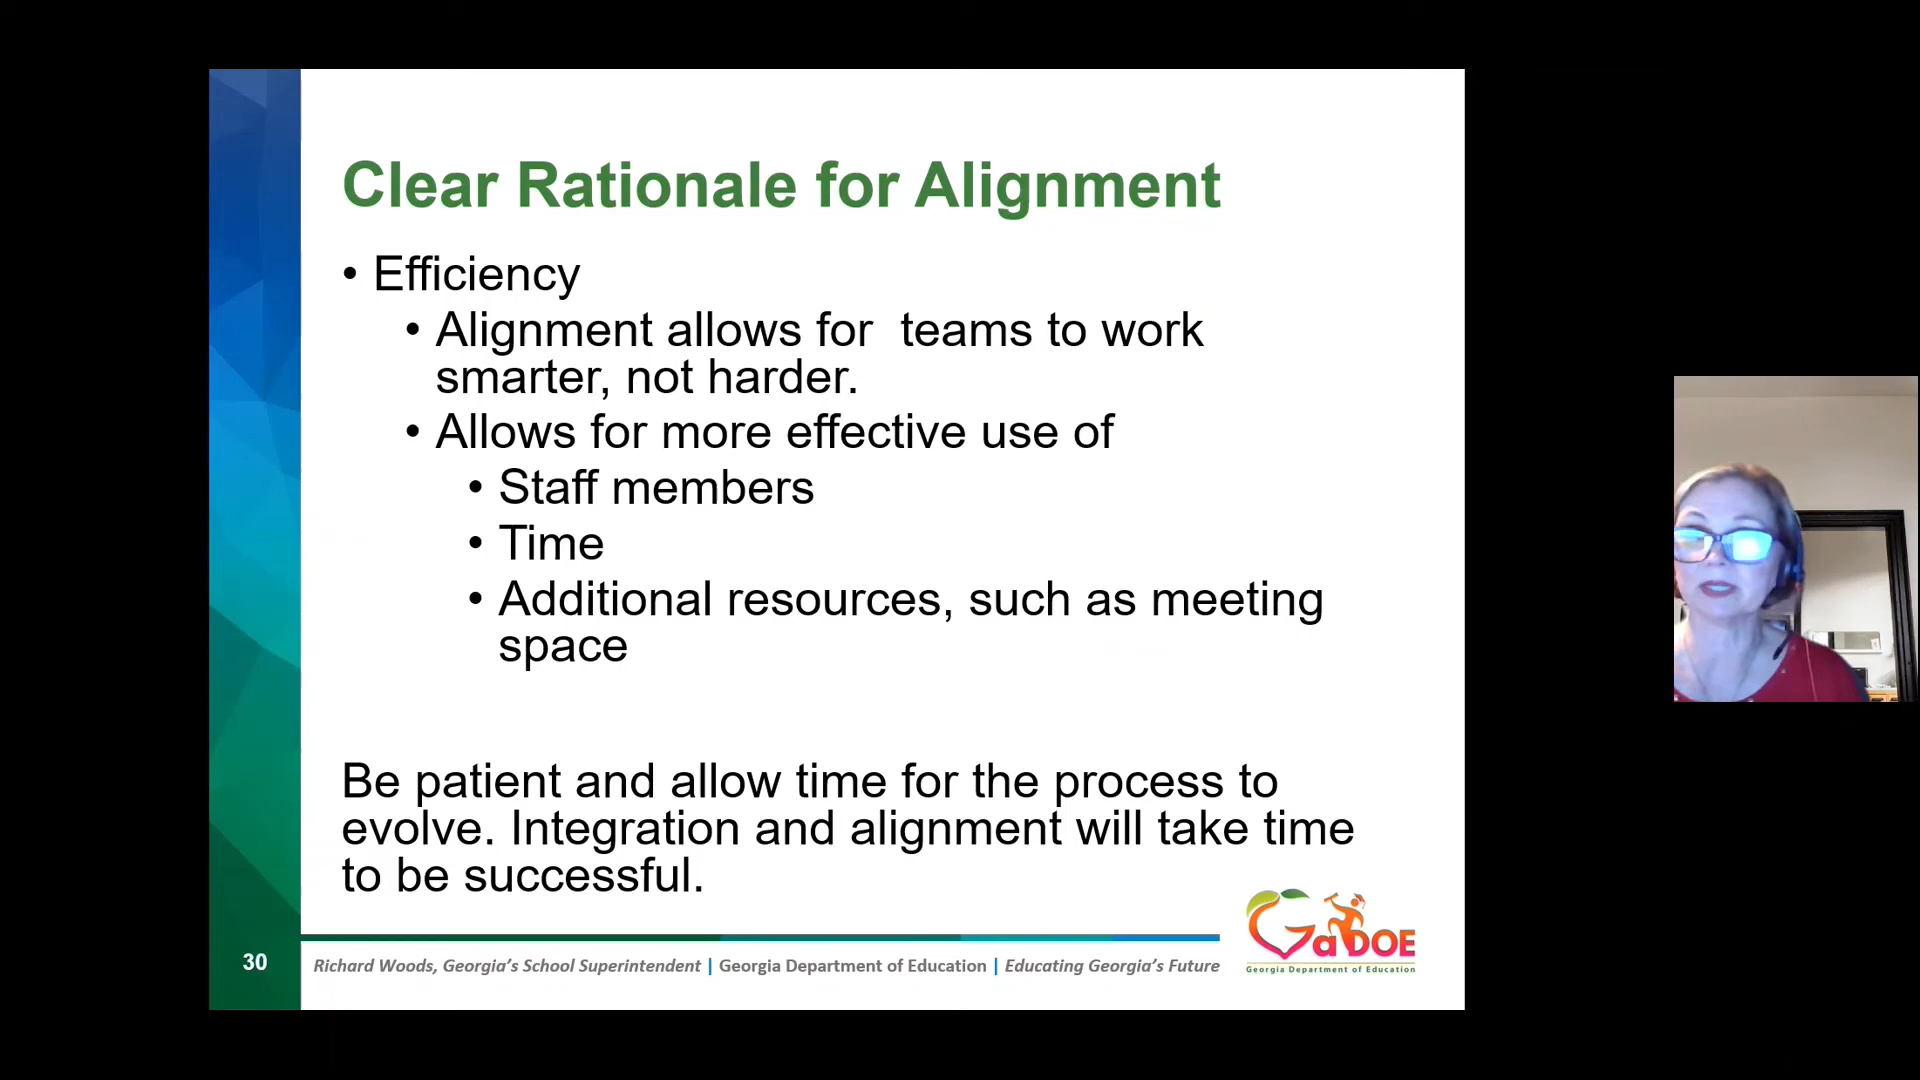 Clear Rationale for Alignment
• Efficiency
• Alignment allows for  teams to work
smarter, not harder.
• Allows for more effective use of
• Staff members
• Time
• Additional resources, such as meeting
space
Be patient and allow time for the process to
evolve. Integration and alignment will take time
to be successful.
30
Richard Woods, Georgia’s School Superintendent | Georgia Department of Education | Educating Georgia’s Future
GaDOE
Georgia Department of Education